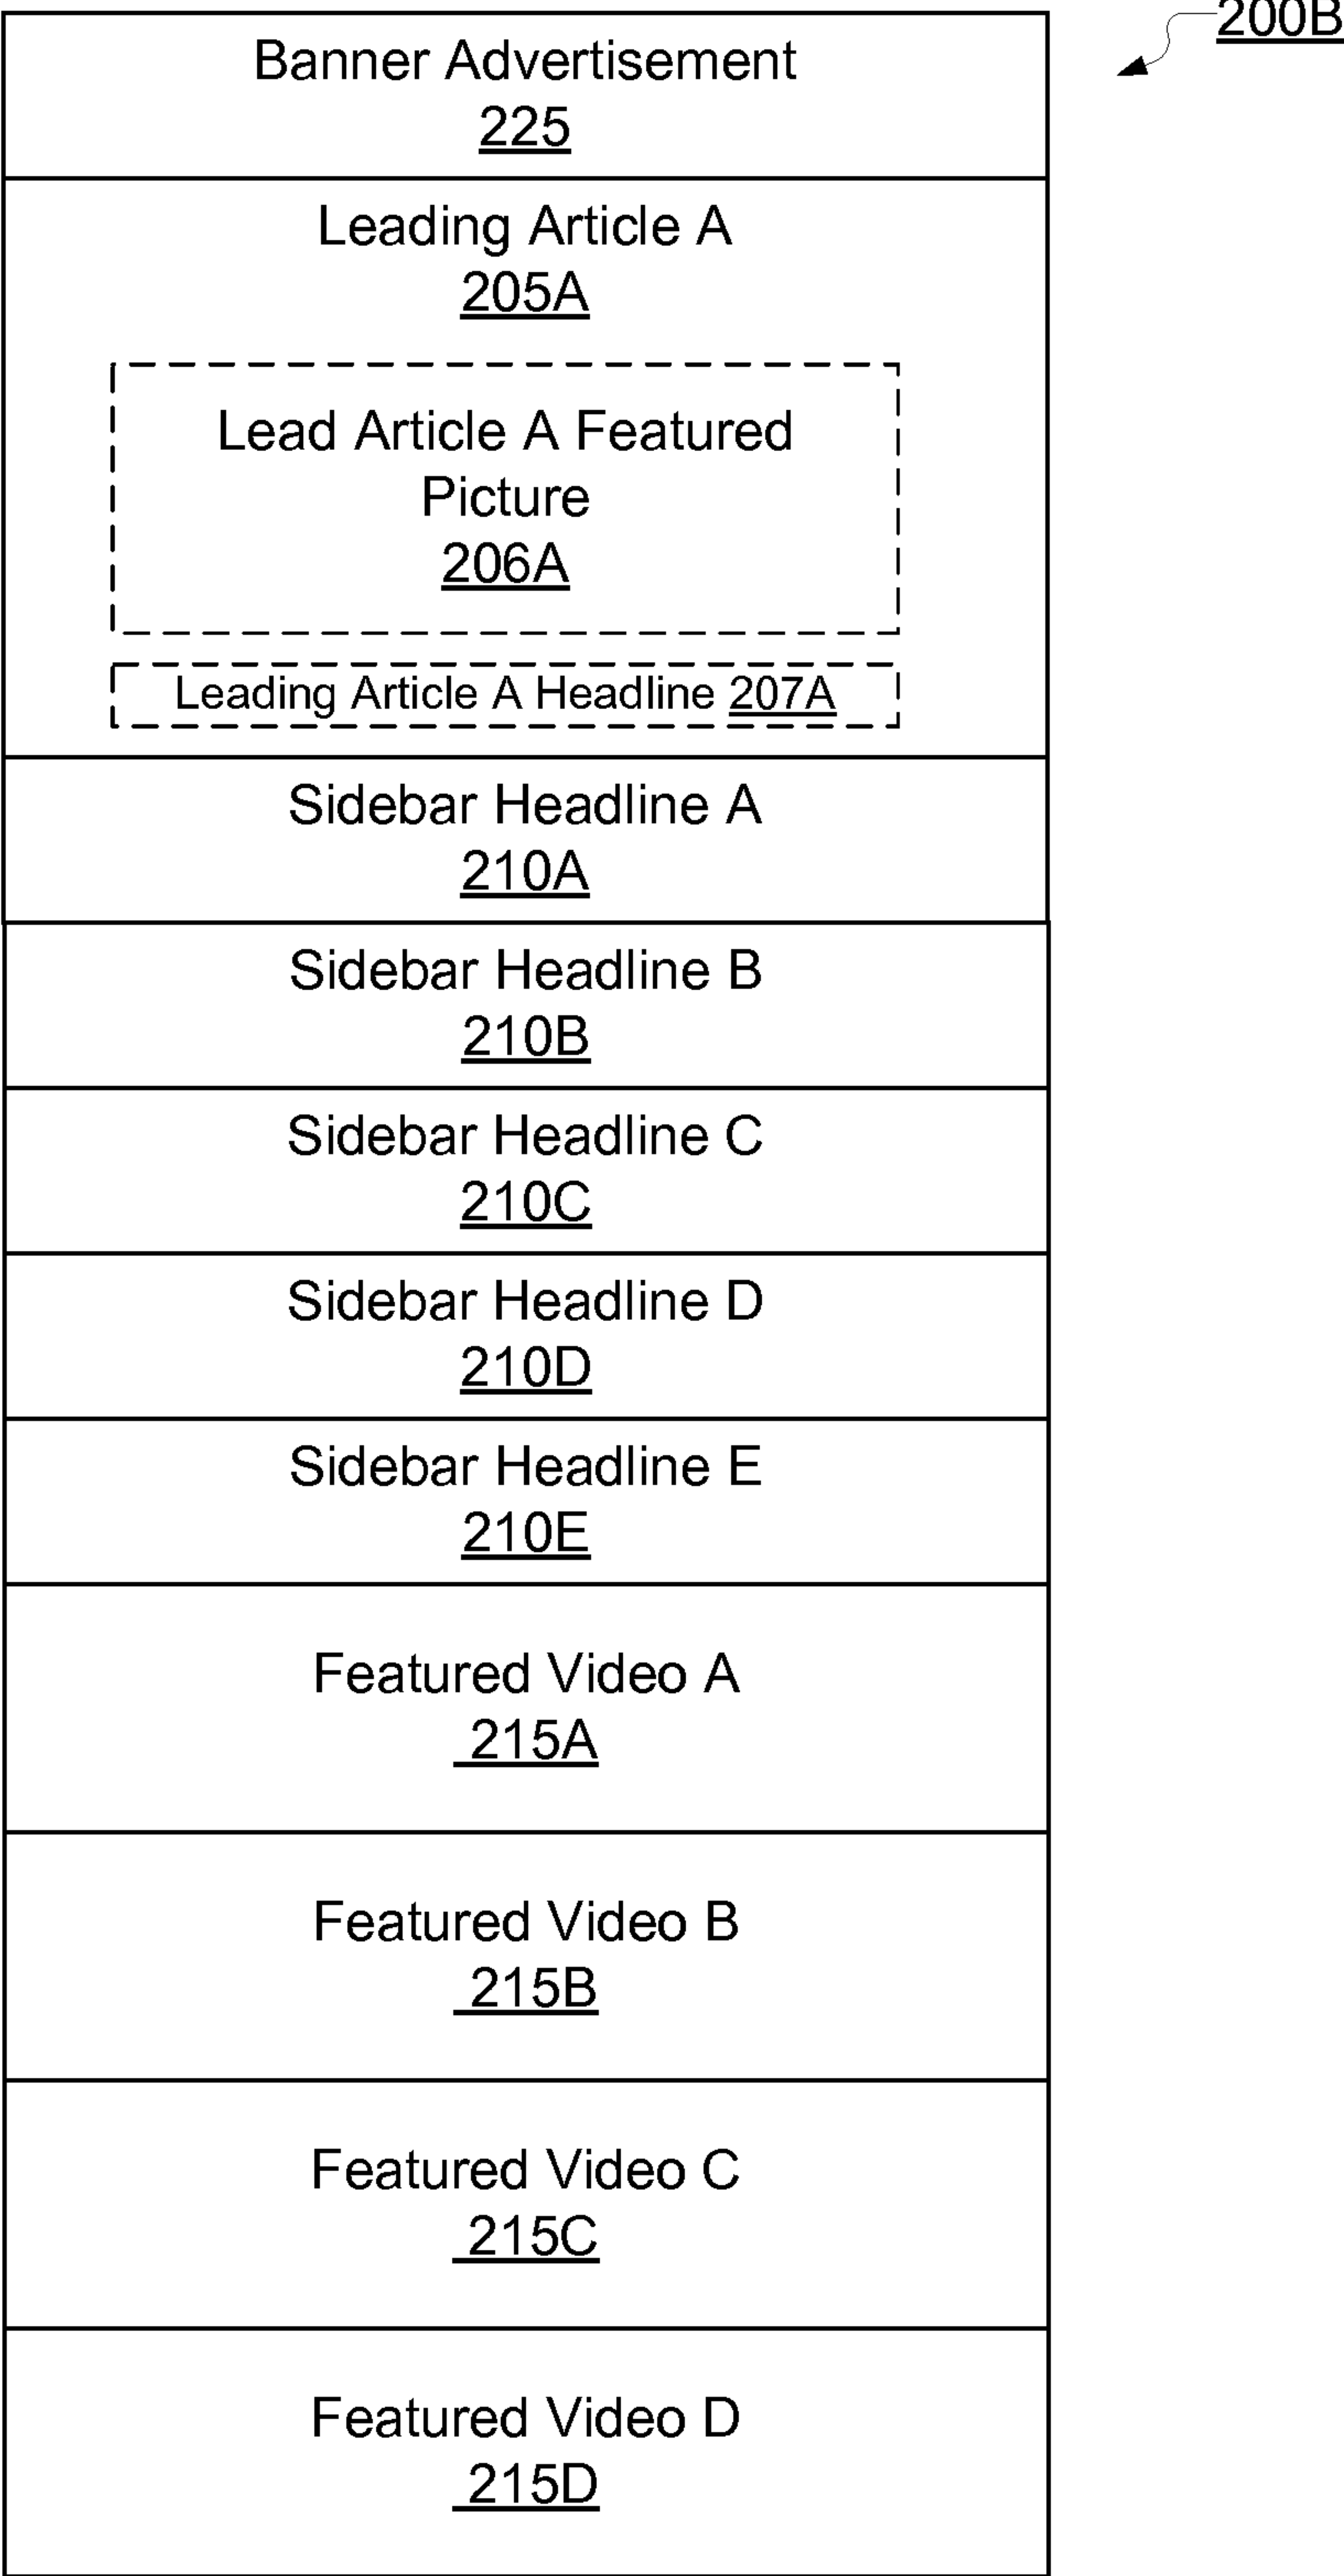 200B
Banner Advertisement
225
Leading Article A
205A
Lead Article A Featured
Picture
206A
Leading Article A Headline 207A
Sidebar Headline A
210A
Sidebar Headline B
210B
Sidebar Headline C
210C
Sidebar Headline D
210D
Sidebar Headline E
210E
Featured Video A
215A
Featured Video B
215B
Featured Video C
215C
Featured Video D
215D